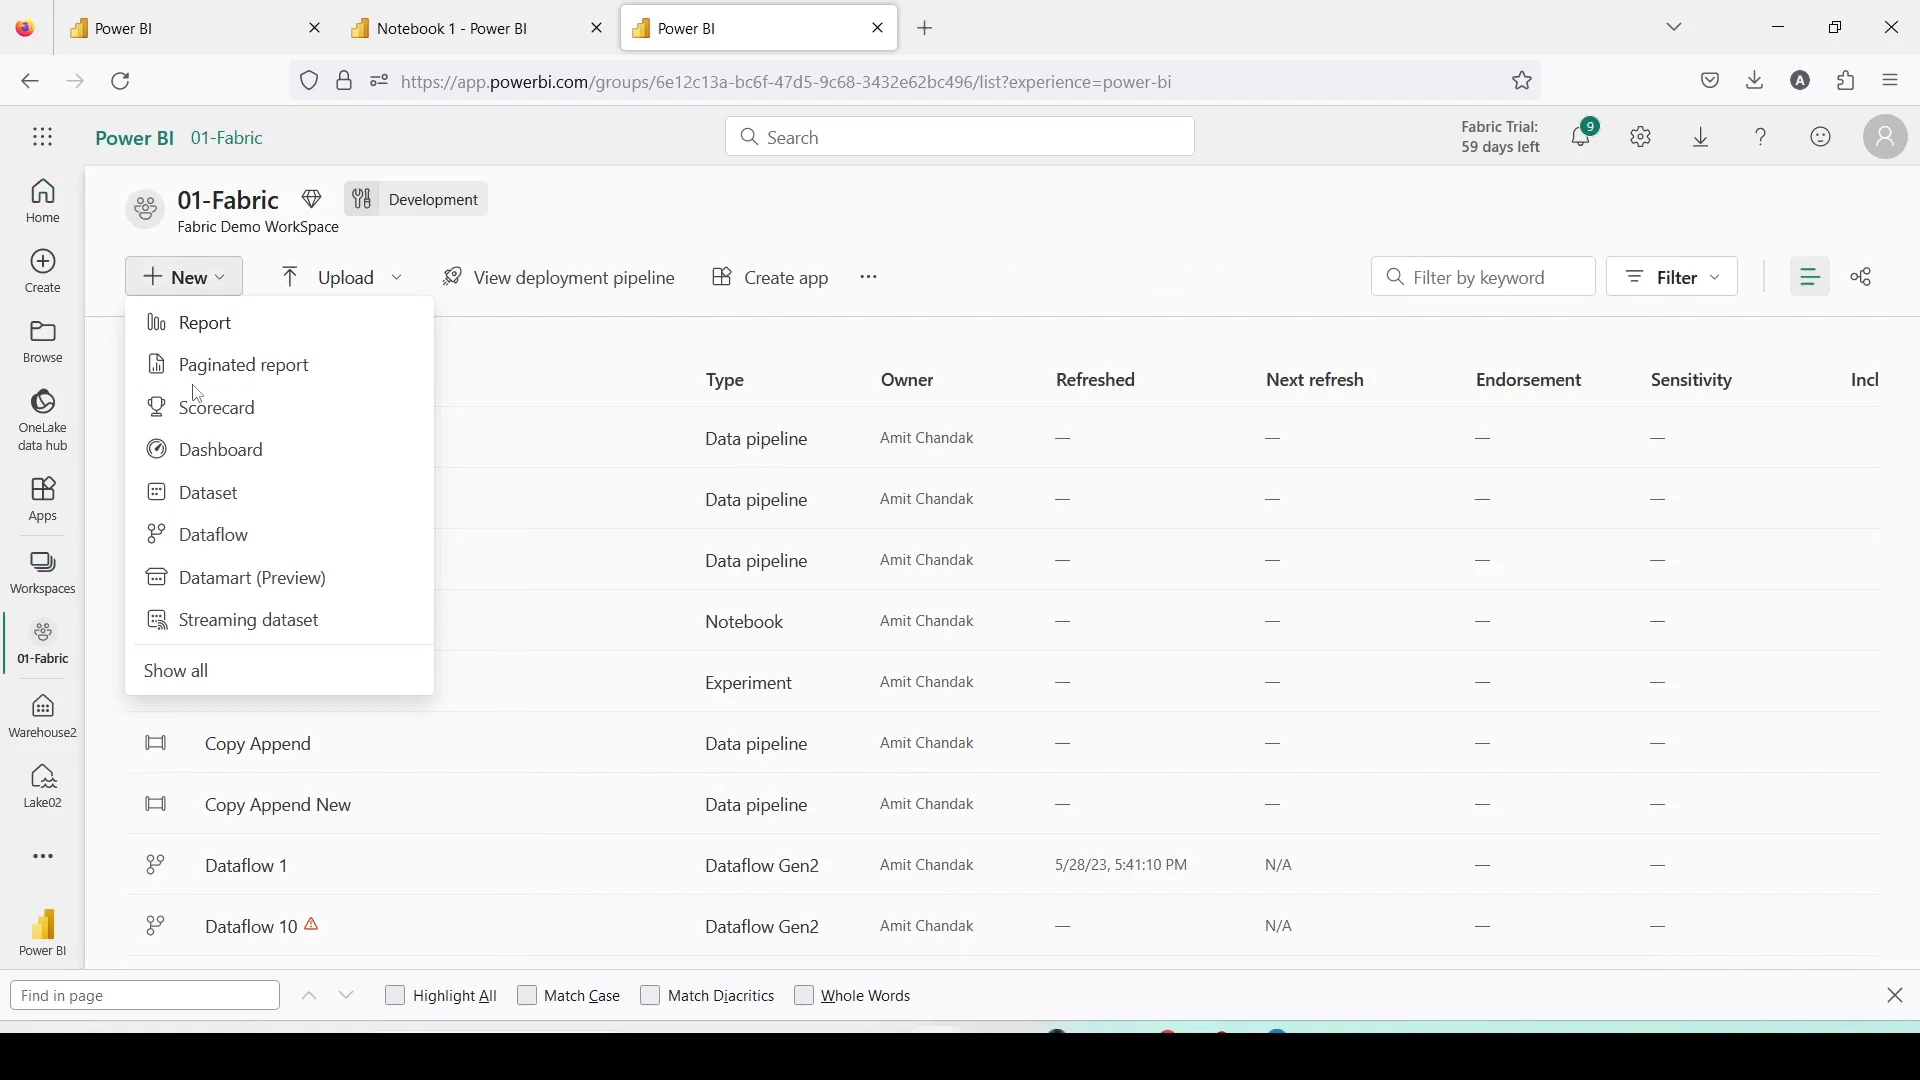 Power BI
Notebook 1 - Power BI
Power BI
https://app.powerbi.com/groups/6e12c13a-bc6f-47d5-9c68-3432e62bc496/list?experience=power-bi
A
Power BI 01-Fabric
Search
Fabric Trial:
59 days left
9
Home
Create
Browse
OneLake
data hub
Apps
Workspaces
01-Fabric
Warehouse2
Lake02
Power BI
01-Fabric
Development
Fabric Demo WorkSpace
New
Upload
View deployment pipeline
Create app
Filter by keyword
Filter
Report
Paginated report
Scorecard
Dashboard
Dataset
Dataflow
Datamart (Preview)
Streaming dataset
Show all
Type Owner Refreshed Next refresh Endorsement Sensitivity Incl
Data pipeline Amit Chandak — — — —
Data pipeline Amit Chandak — — — —
Data pipeline Amit Chandak — — — —
Notebook Amit Chandak — — — —
Experiment Amit Chandak — — — —
Copy Append Data pipeline Amit Chandak — — — —
Copy Append New Data pipeline Amit Chandak — — — —
Dataflow 1 Dataflow Gen2 Amit Chandak 5/28/23, 5:41:10 PM N/A — —
Dataflow 10 Dataflow Gen2 Amit Chandak — N/A — —
Find in page
Highlight All
Match Case
Match Diacritics
Whole Words